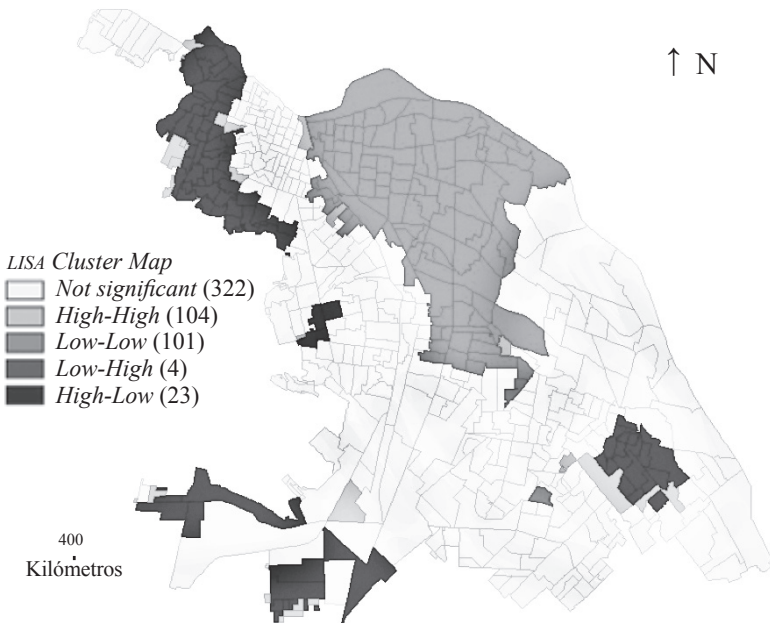 ↑ N
LISA Cluster Map
Not significant (322)
High-High (104)
Low-Low (101)
Low-High (4)
High-Low (23)
400
Kilómetros